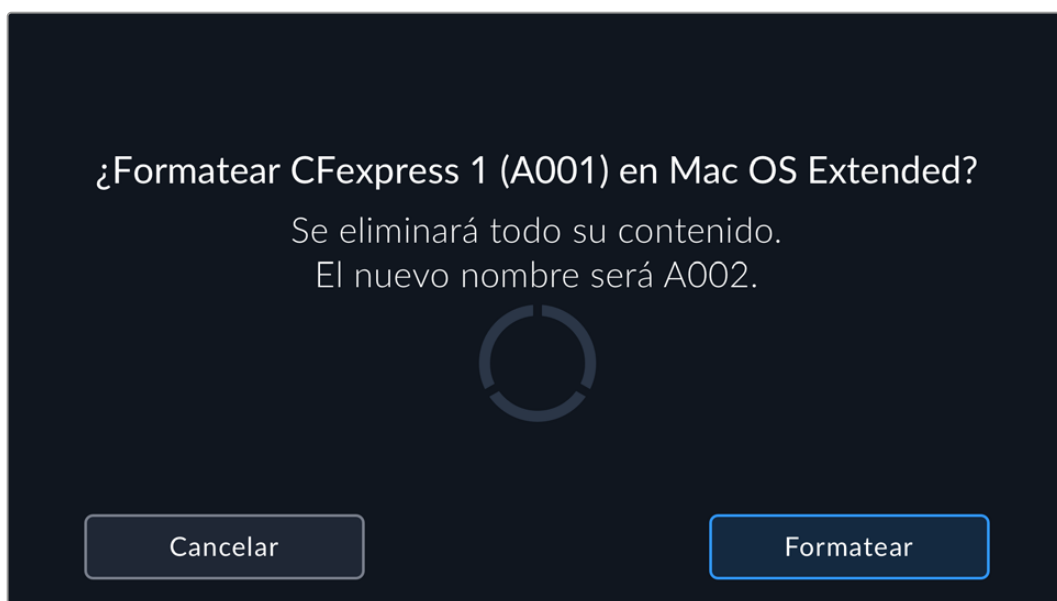 ¿Formatear CFexpress 1 (A001) en Mac OS Extended?
Se eliminará todo su contenido.
El nuevo nombre será A002.
Cancelar
Formatear